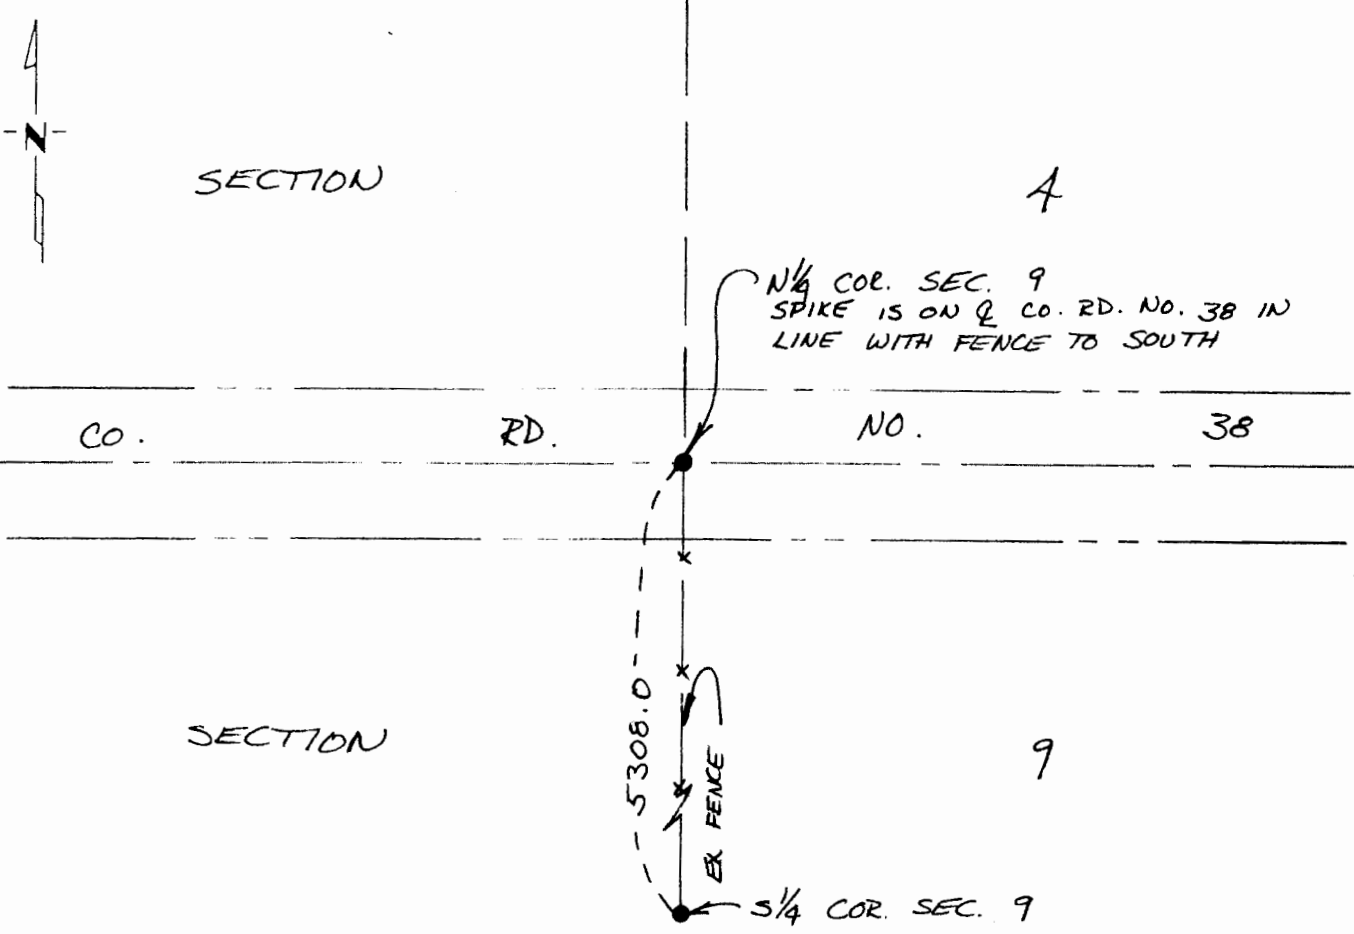 N
SECTION 4
N1/4 COR. SEC. 9
SPIKE IS ON ℄ CO. RD. NO. 38 IN
LINE WITH FENCE TO SOUTH
CO. RD. NO. 38
5308.0
EX FENCE
SECTION 9
S1/4 COR. SEC. 9